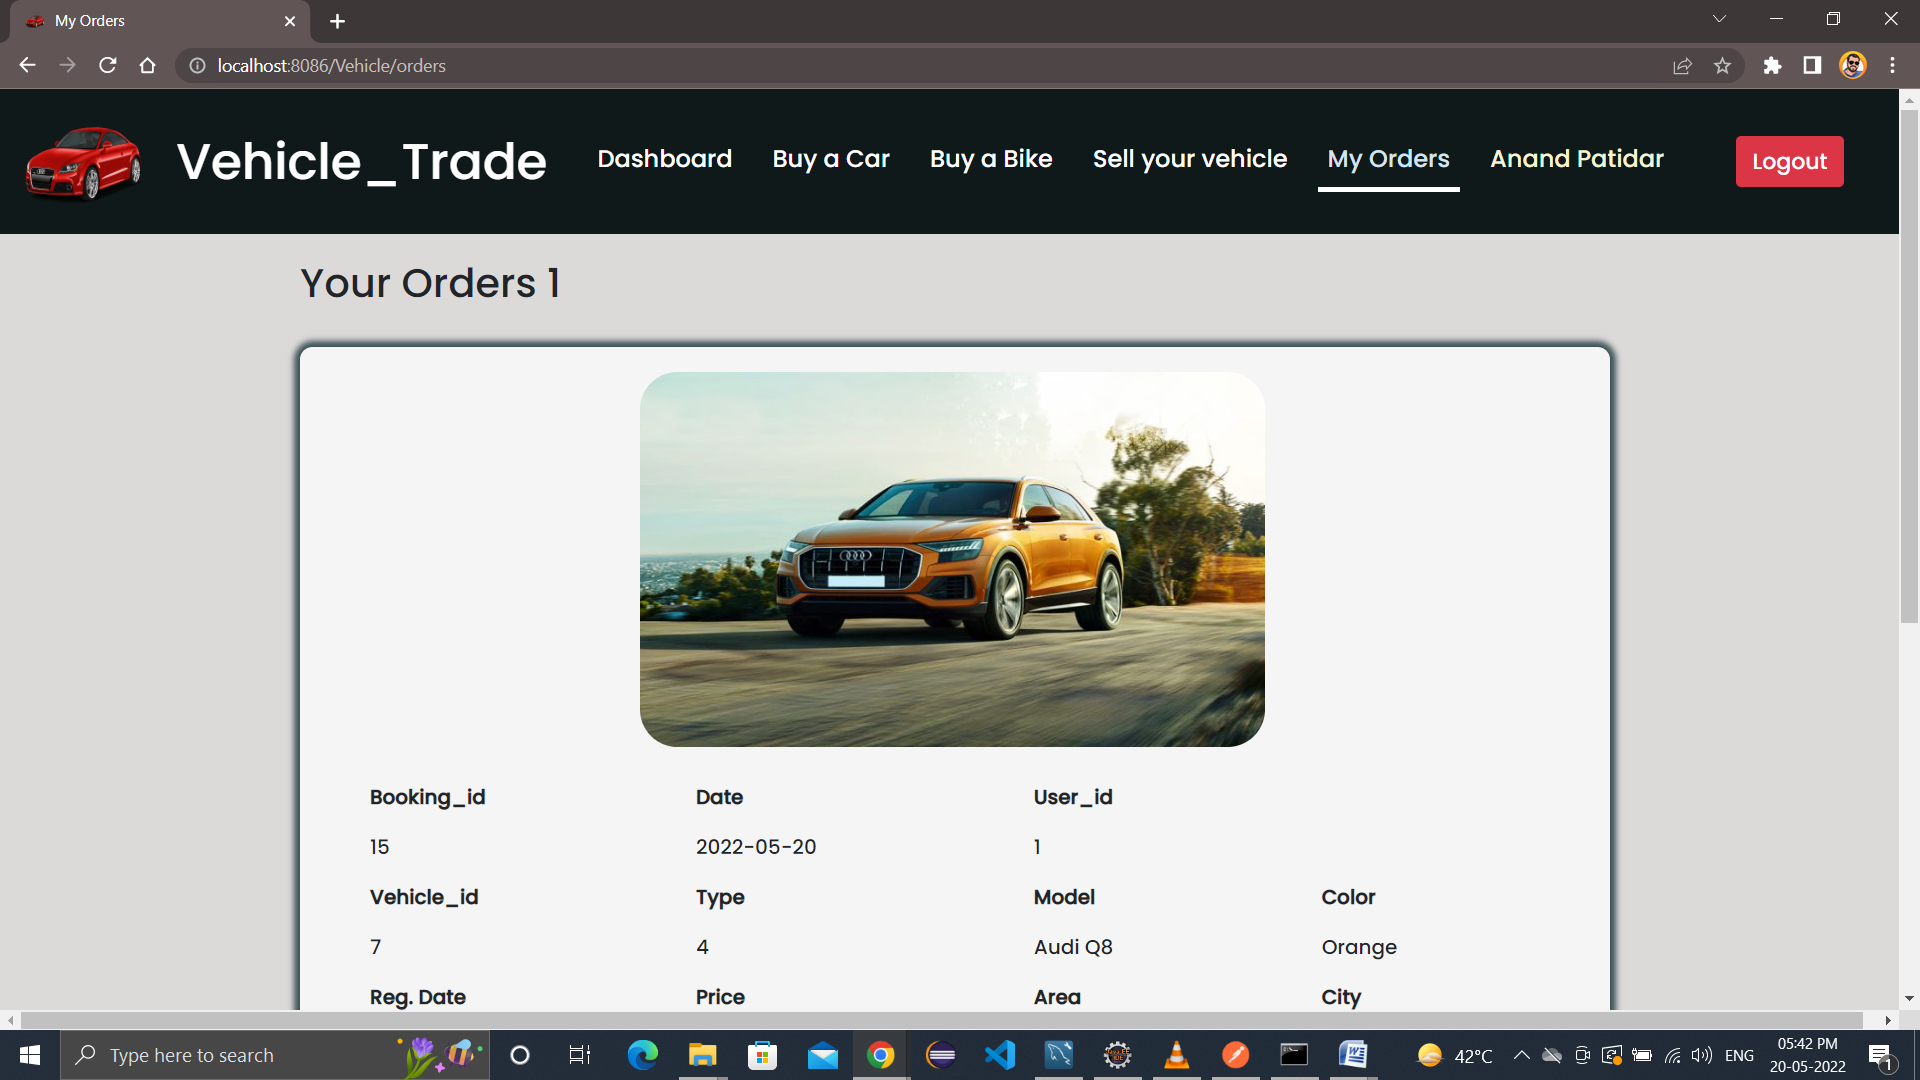 My Orders
localhost:8086/Vehicle/orders
Vehicle_Trade Dashboard Buy a Car Buy a Bike Sell your vehicle My Orders Anand Patidar Logout
Your Orders 1
Booking_id Date User_id
15 2022-05-20 1
Vehicle_id Type Model Color
7 4 Audi Q8 Orange
Reg. Date Price Area City
Type here to search
42°C
ENG
05:42 PM
20-05-2022
1